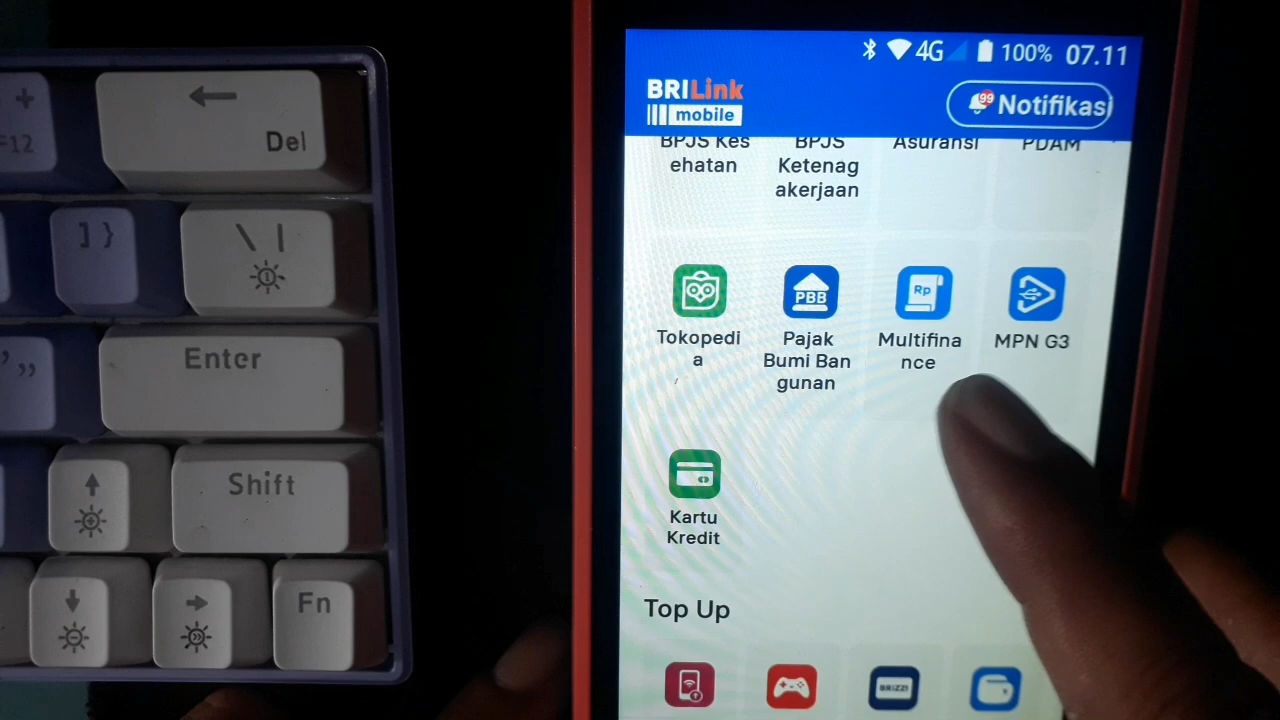 +
F12
Del
] }
\ |
' "
Enter
Shift
Fn
4G 100% 07.11
BRILink
mobile
99 Notifikasi
BPJS Kes
ehatan
BPJS
Ketenag
akerjaan
Asuransi
PDAM
Tokopedi
a
PBB
Pajak
Bumi Ban
gunan
Rp
Multifina
nce
MPN G3
Kartu
Kredit
Top Up
BRIZZI